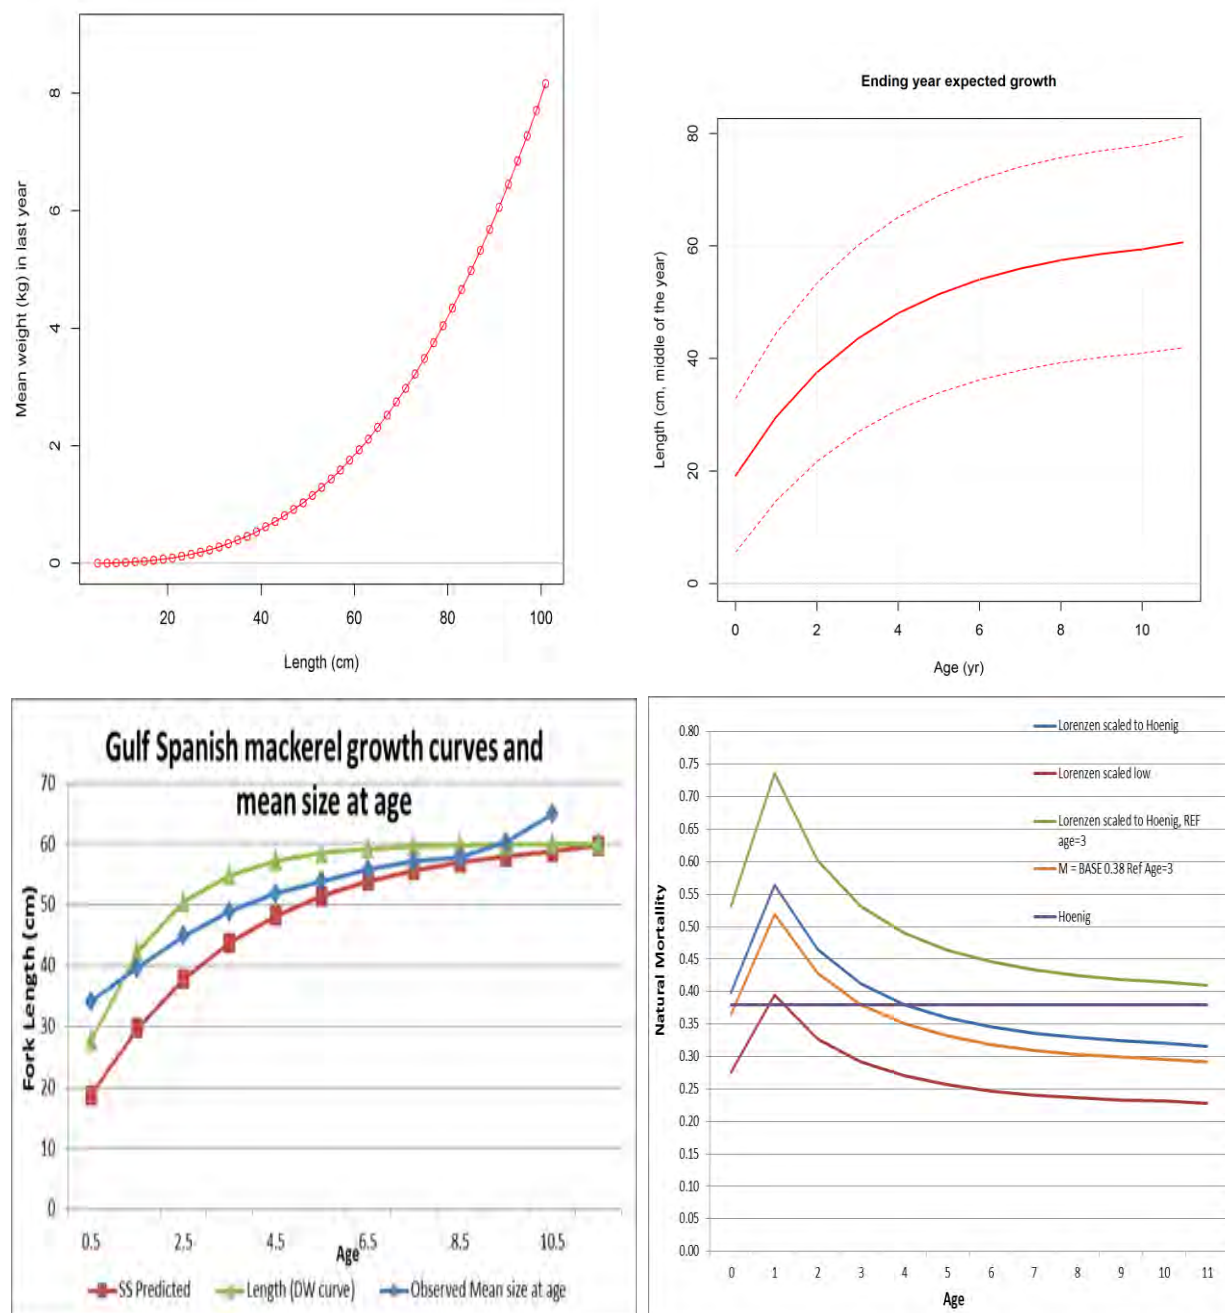 Mean weight (kg) in last year
8
6
4
2
0
20 40 60 80 100
Length (cm)
Ending year expected growth
Length (cm, middle of the year)
80
60
40
20
0
0 2 4 6 8 10
Age (yr)
Gulf Spanish mackerel growth curves and
mean size at age
Fork Length (cm)
70
60
50
40
30
20
10
0
0.5 2.5 4.5 6.5 8.5 10.5
Age
SS Predicted Length (DW curve) Observed Mean size at age
Natural Mortallity
0.80
0.75
0.70
0.65
0.60
0.55
0.50
0.45
0.40
0.35
0.30
0.25
0.20
0.15
0.10
0.05
0.00
Lorenzen scaled to Hoenig
Lorenzen scaled low
Lorenzen scaled to Hoenig, REF
age=3
M = BASE 0.38 Ref Age=3
Hoenig
0 1 2 3 4 5 6 7 8 9 10 11
Age